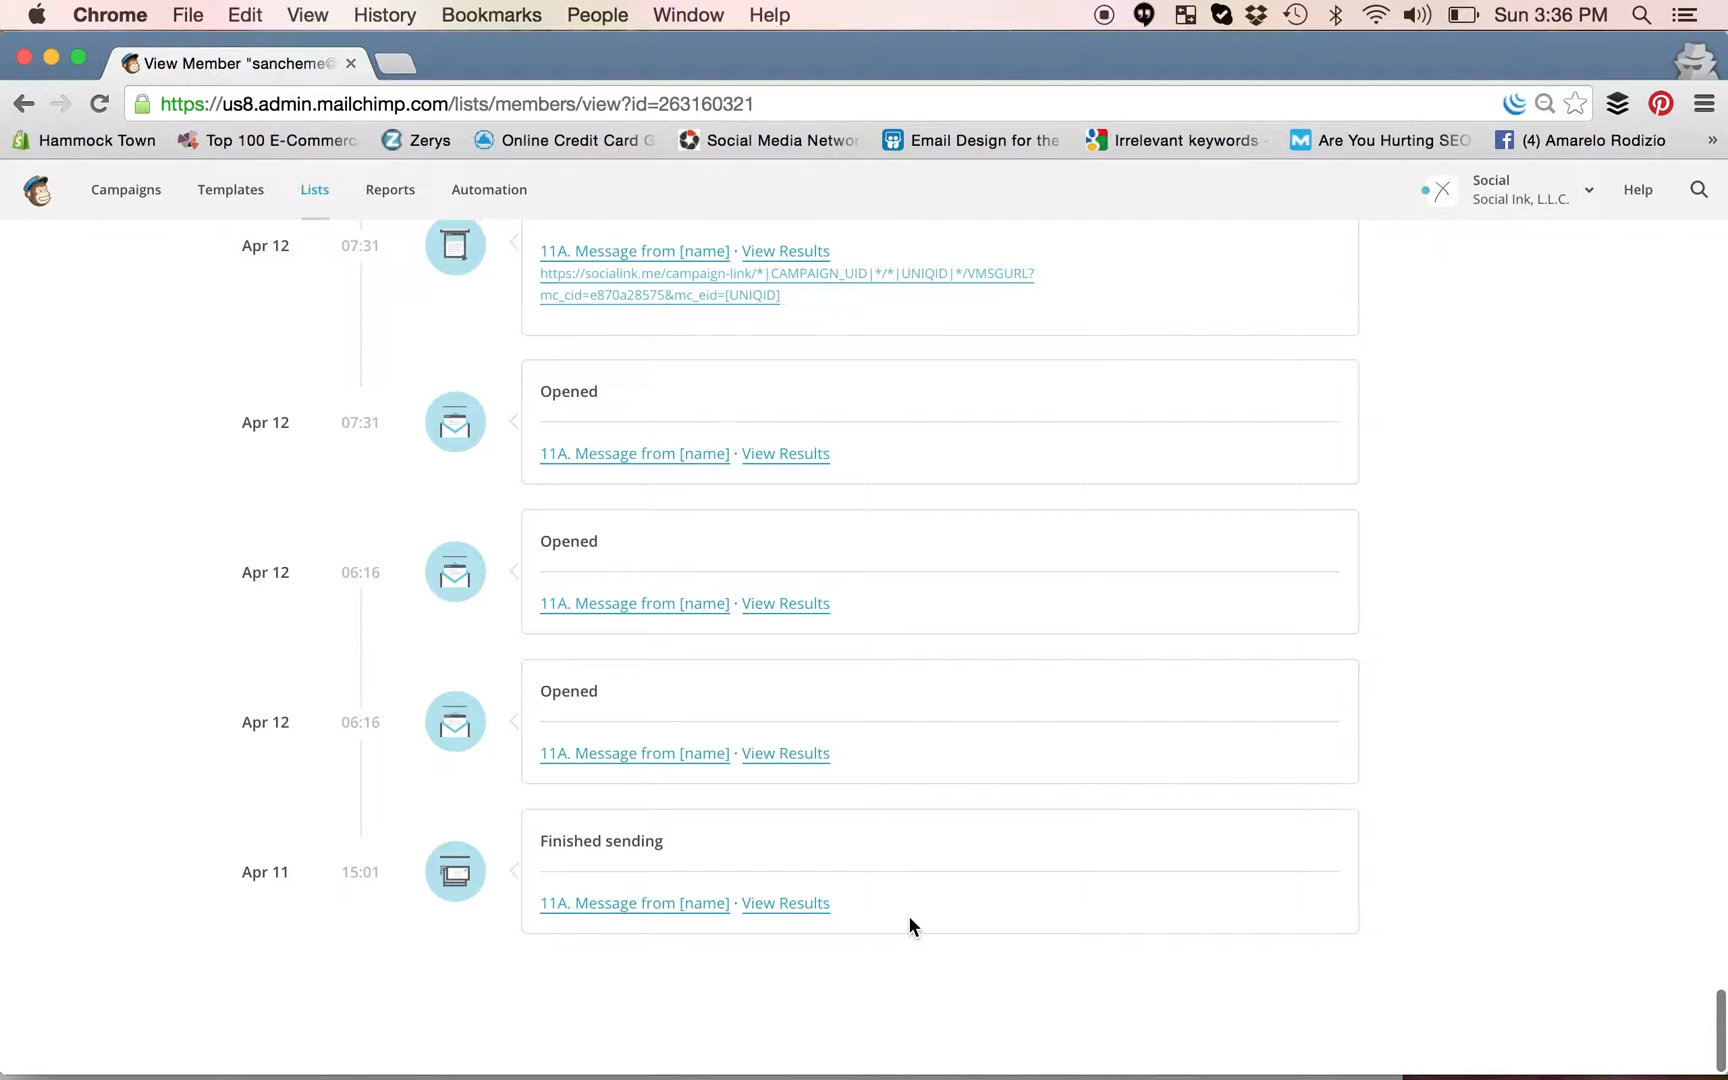 Chrome File Edit View History Bookmarks People Window Help Sun 3:36 PM
View Member "sancheme@
https://us8.admin.mailchimp.com/lists/members/view?id=263160321
Hammock Town Top 100 E-Commerc Zerys Online Credit Card G Social Media Networ Email Design for the Irrelevant keywords - Are You Hurting SEO (4) Amarelo Rodizio »
Campaigns Templates Lists Reports Automation Social Help
Social Ink, L.L.C.
Apr 12 07:31 11A. Message from [name] · View Results
https://socialink.me/campaign-link/*|CAMPAIGN_UID|*/*|UNIQID|*/VMSGURL?
mc_cid=e870a28575&mc_eid=[UNIQID]
Opened
Apr 12 07:31
11A. Message from [name] · View Results
Opened
Apr 12 06:16
11A. Message from [name] · View Results
Opened
Apr 12 06:16
11A. Message from [name] · View Results
Finished sending
Apr 11 15:01
11A. Message from [name] · View Results